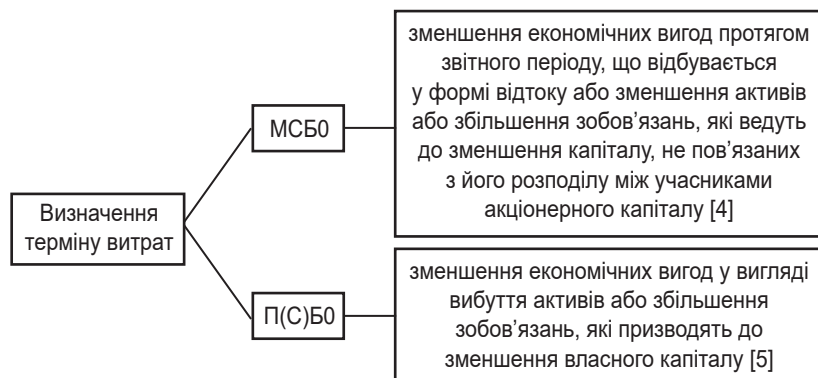 зменшення економічних вигод протягом
звітного періоду, що відбувається
у формі відтоку або зменшення активів
або збільшення зобов'язань, які ведуть
до зменшення капіталу, не пов'язаних
з його розподілу між учасниками
акціонерного капіталу [4]
МСБ0
Визначення
терміну витрат
П(С)Б0
зменшення економічних вигод у вигляді
вибуття активів або збільшення
зобов'язань, які призводять до
зменшення власного капіталу [5]